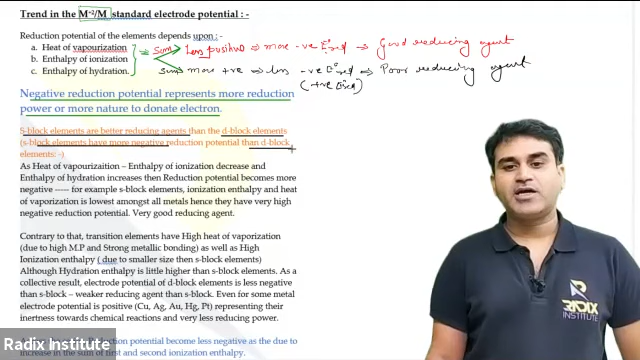 Trend in the M+2/M standard electrode potential : -
Reduction potential of the elements depends upon : -
a. Heat of vapourization
b. Enthalpy of ionization
c. Enthalpy of hydration.
⇒ Sum → Less positive ⇒ more -ve E°red → Good reducing agent
Sum → more +ve ⇒ less -ve E°red → Poor reducing agent
(+ve E°red)
Negative reduction potential represents more reduction
power or more nature to donate electron.
S-block elements are better reducing agents than the d-block elements
(s-block elements have more negative reduction potential than d-block
elements: -)
As Heat of vapouriziation – Enthalpy of ionization decrease and
Enthalpy of hydration increases then Reduction potential becomes more
negative ----- for example s-block elements, ionization enthalpy and heat
of vaporization is lowest amongst all metals hence they have very high
negative reduction potential. Very good reducing agent.
Contrary to that, transition elements have High heat of vaporization
(due to high M.P and Strong metallic bonding) as well as High
Ionization enthalpy ( due to smaller size then s-block elements)
Although Hydration enthalpy is little higher than s-block elements. As a
collective result, electrode potential of d-block elements is less negative
than s-block – weaker reducing agent than s-block. Even for some metal
electrode potential is positive (Cu, Ag, Au, Hg, Pt) representing their
inertness towards chemical reactions and very less reducing power.
Reduction potential become less negative as the due to
increase in the sum of first and second ionization enthalpy.
Radix Institute
RADIX
INSTITUTE